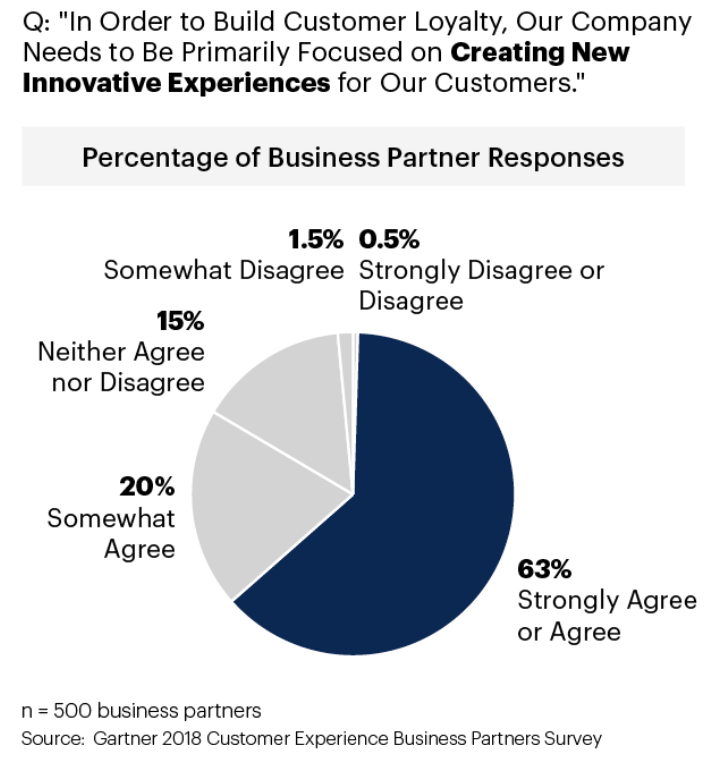 Q: "In Order to Build Customer Loyalty, Our Company
Needs to Be Primarily Focused on Creating New
Innovative Experiences for Our Customers."
Percentage of Business Partner Responses
1.5%
Somewhat Disagree
0.5%
Strongly Disagree or
Disagree
15%
Neither Agree
nor Disagree
20%
Somewhat
Agree
63%
Strongly Agree
or Agree
n = 500 business partners
Source: Gartner 2018 Customer Experience Business Partners Survey